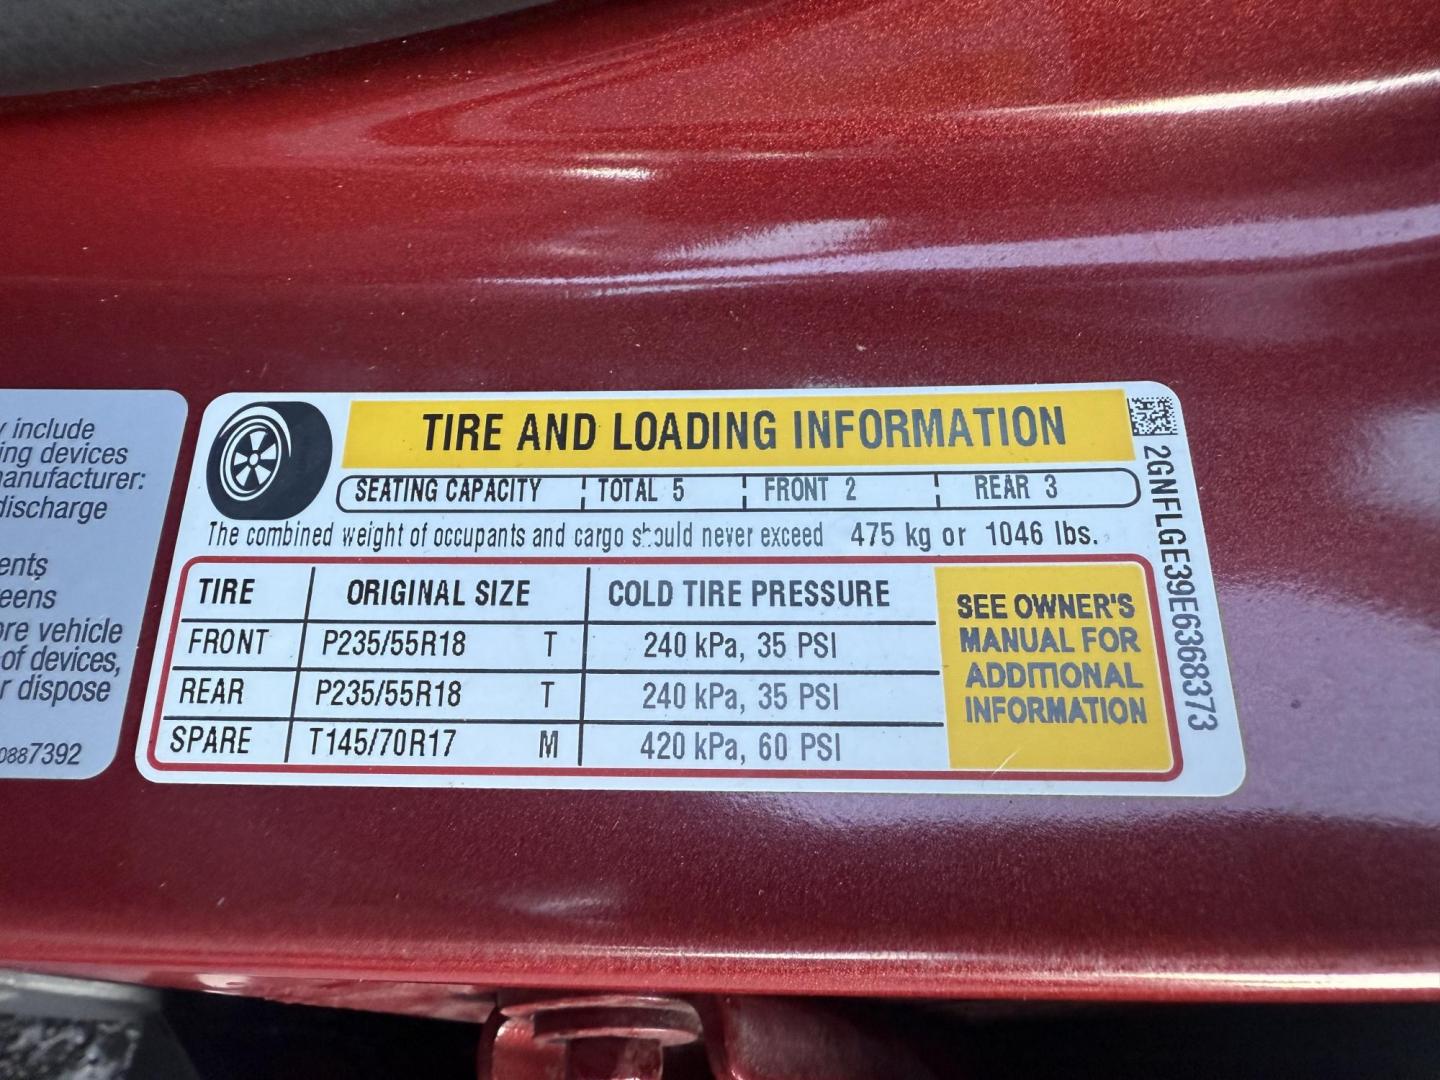 y include
ing devices
manufacturer:
discharge
ents
eens
ore vehicle
of devices,
r dispose
0887392
TIRE AND LOADING INFORMATION
SEATING CAPACITY TOTAL 5 FRONT 2 REAR 3
The combined weight of occupants and cargo should never exceed 475 kg or 1046 lbs.
TIRE ORIGINAL SIZE COLD TIRE PRESSURE
FRONT P235/55R18 T 240 kPa, 35 PSI
REAR P235/55R18 T 240 kPa, 35 PSI
SPARE T145/70R17 M 420 kPa, 60 PSI
SEE OWNER'S
MANUAL FOR
ADDITIONAL
INFORMATION
2GNFLGE39E6368373